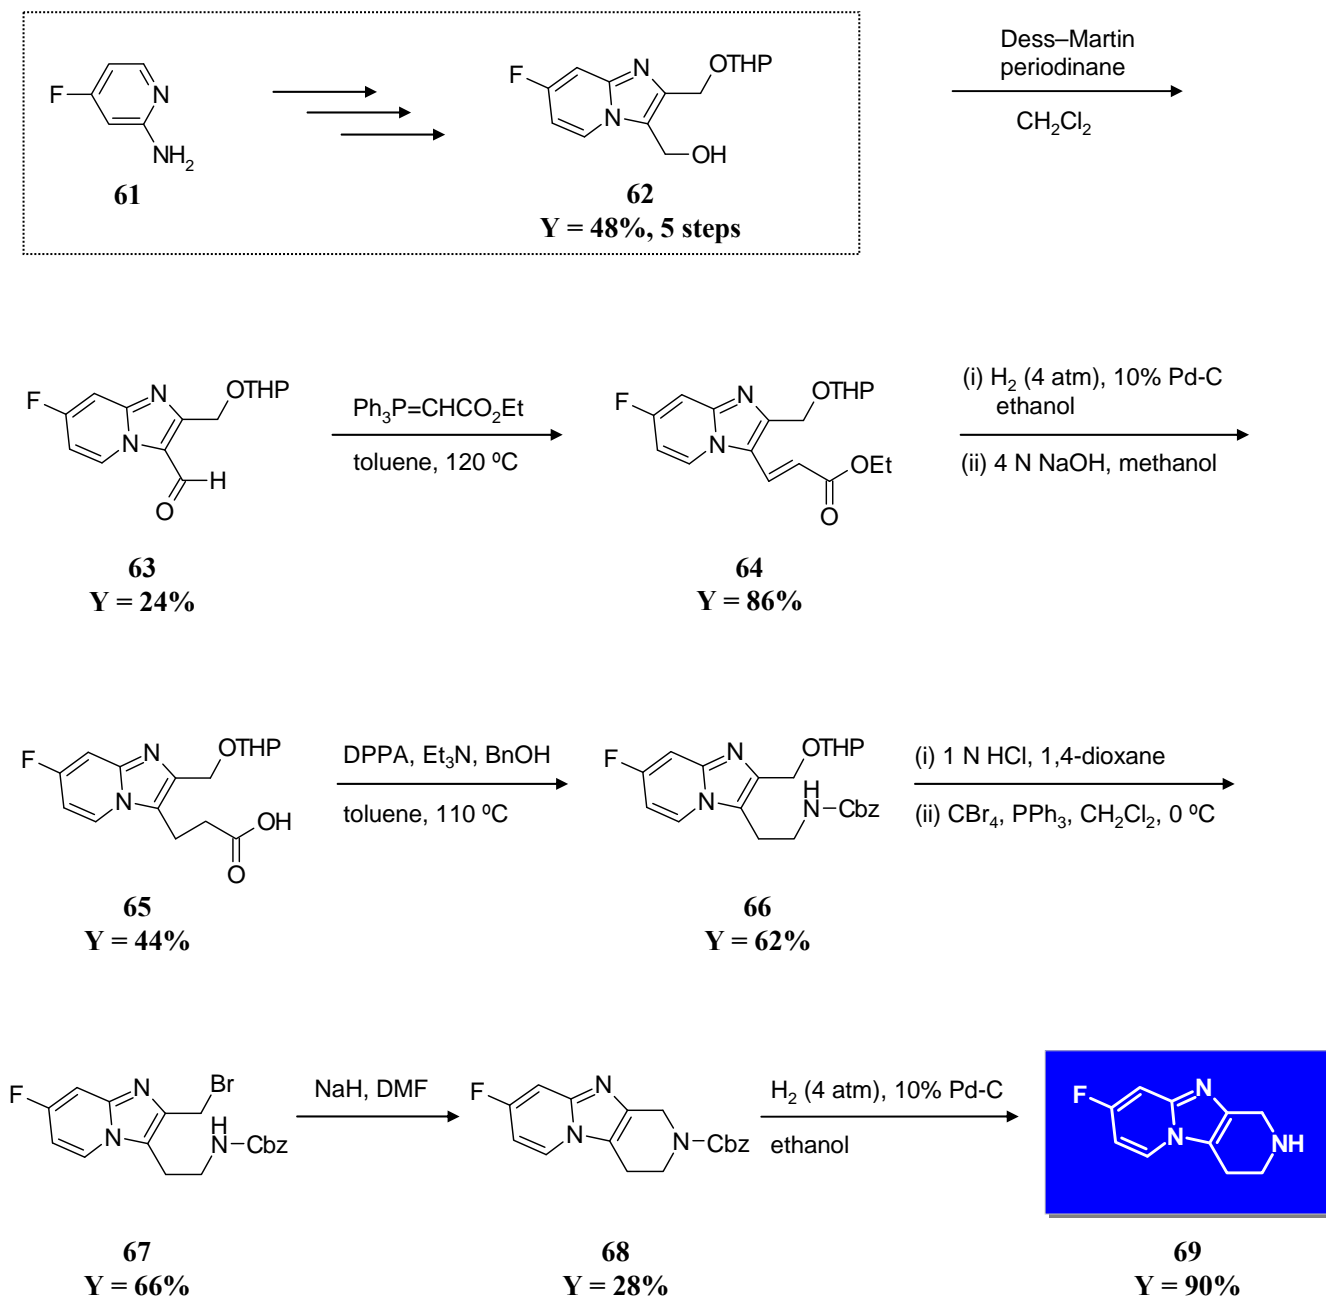 F
N
NH2
61
F
N
N
OTHP
OH
62
Y = 48%, 5 steps
Dess–Martin
periodinane
CH2Cl2
F
N
N
OTHP
H
O
63
Y = 24%
Ph3P=CHCO2Et
toluene, 120 ºC
F
N
N
OTHP
OEt
O
64
Y = 86%
(i) H2 (4 atm), 10% Pd-C
ethanol
(ii) 4 N NaOH, methanol
F
N
N
OTHP
OH
O
65
Y = 44%
DPPA, Et3N, BnOH
toluene, 110 ºC
F
N
N
OTHP
H
N–Cbz
66
Y = 62%
(i) 1 N HCl, 1,4-dioxane
(ii) CBr4, PPh3, CH2Cl2, 0 ºC
F
N
N
Br
H
N–Cbz
67
Y = 66%
NaH, DMF
F
N
N
N–Cbz
68
Y = 28%
H2 (4 atm), 10% Pd-C
ethanol
F
N
N
NH
69
Y = 90%